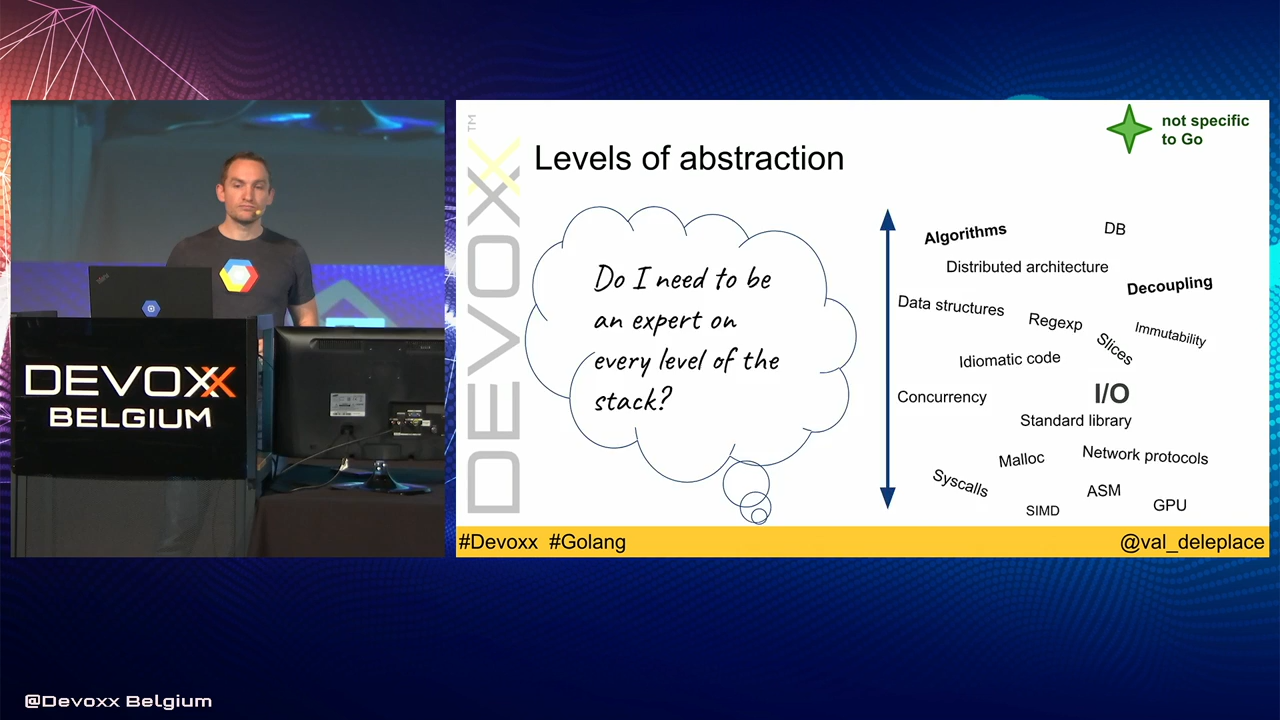 DEVOXX
BELGIUM
DEVOXX™
Levels of abstraction
not specific
to Go
Do I need to be
an expert on
every level of the
stack?
Algorithms
DB
Distributed architecture
Decoupling
Data structures
Regexp
Immutability
Slices
Idiomatic code
I/O
Concurrency
Standard library
Malloc
Network protocols
Syscalls
ASM
GPU
SIMD
#Devoxx #Golang
@val_deleplace
@Devoxx Belgium